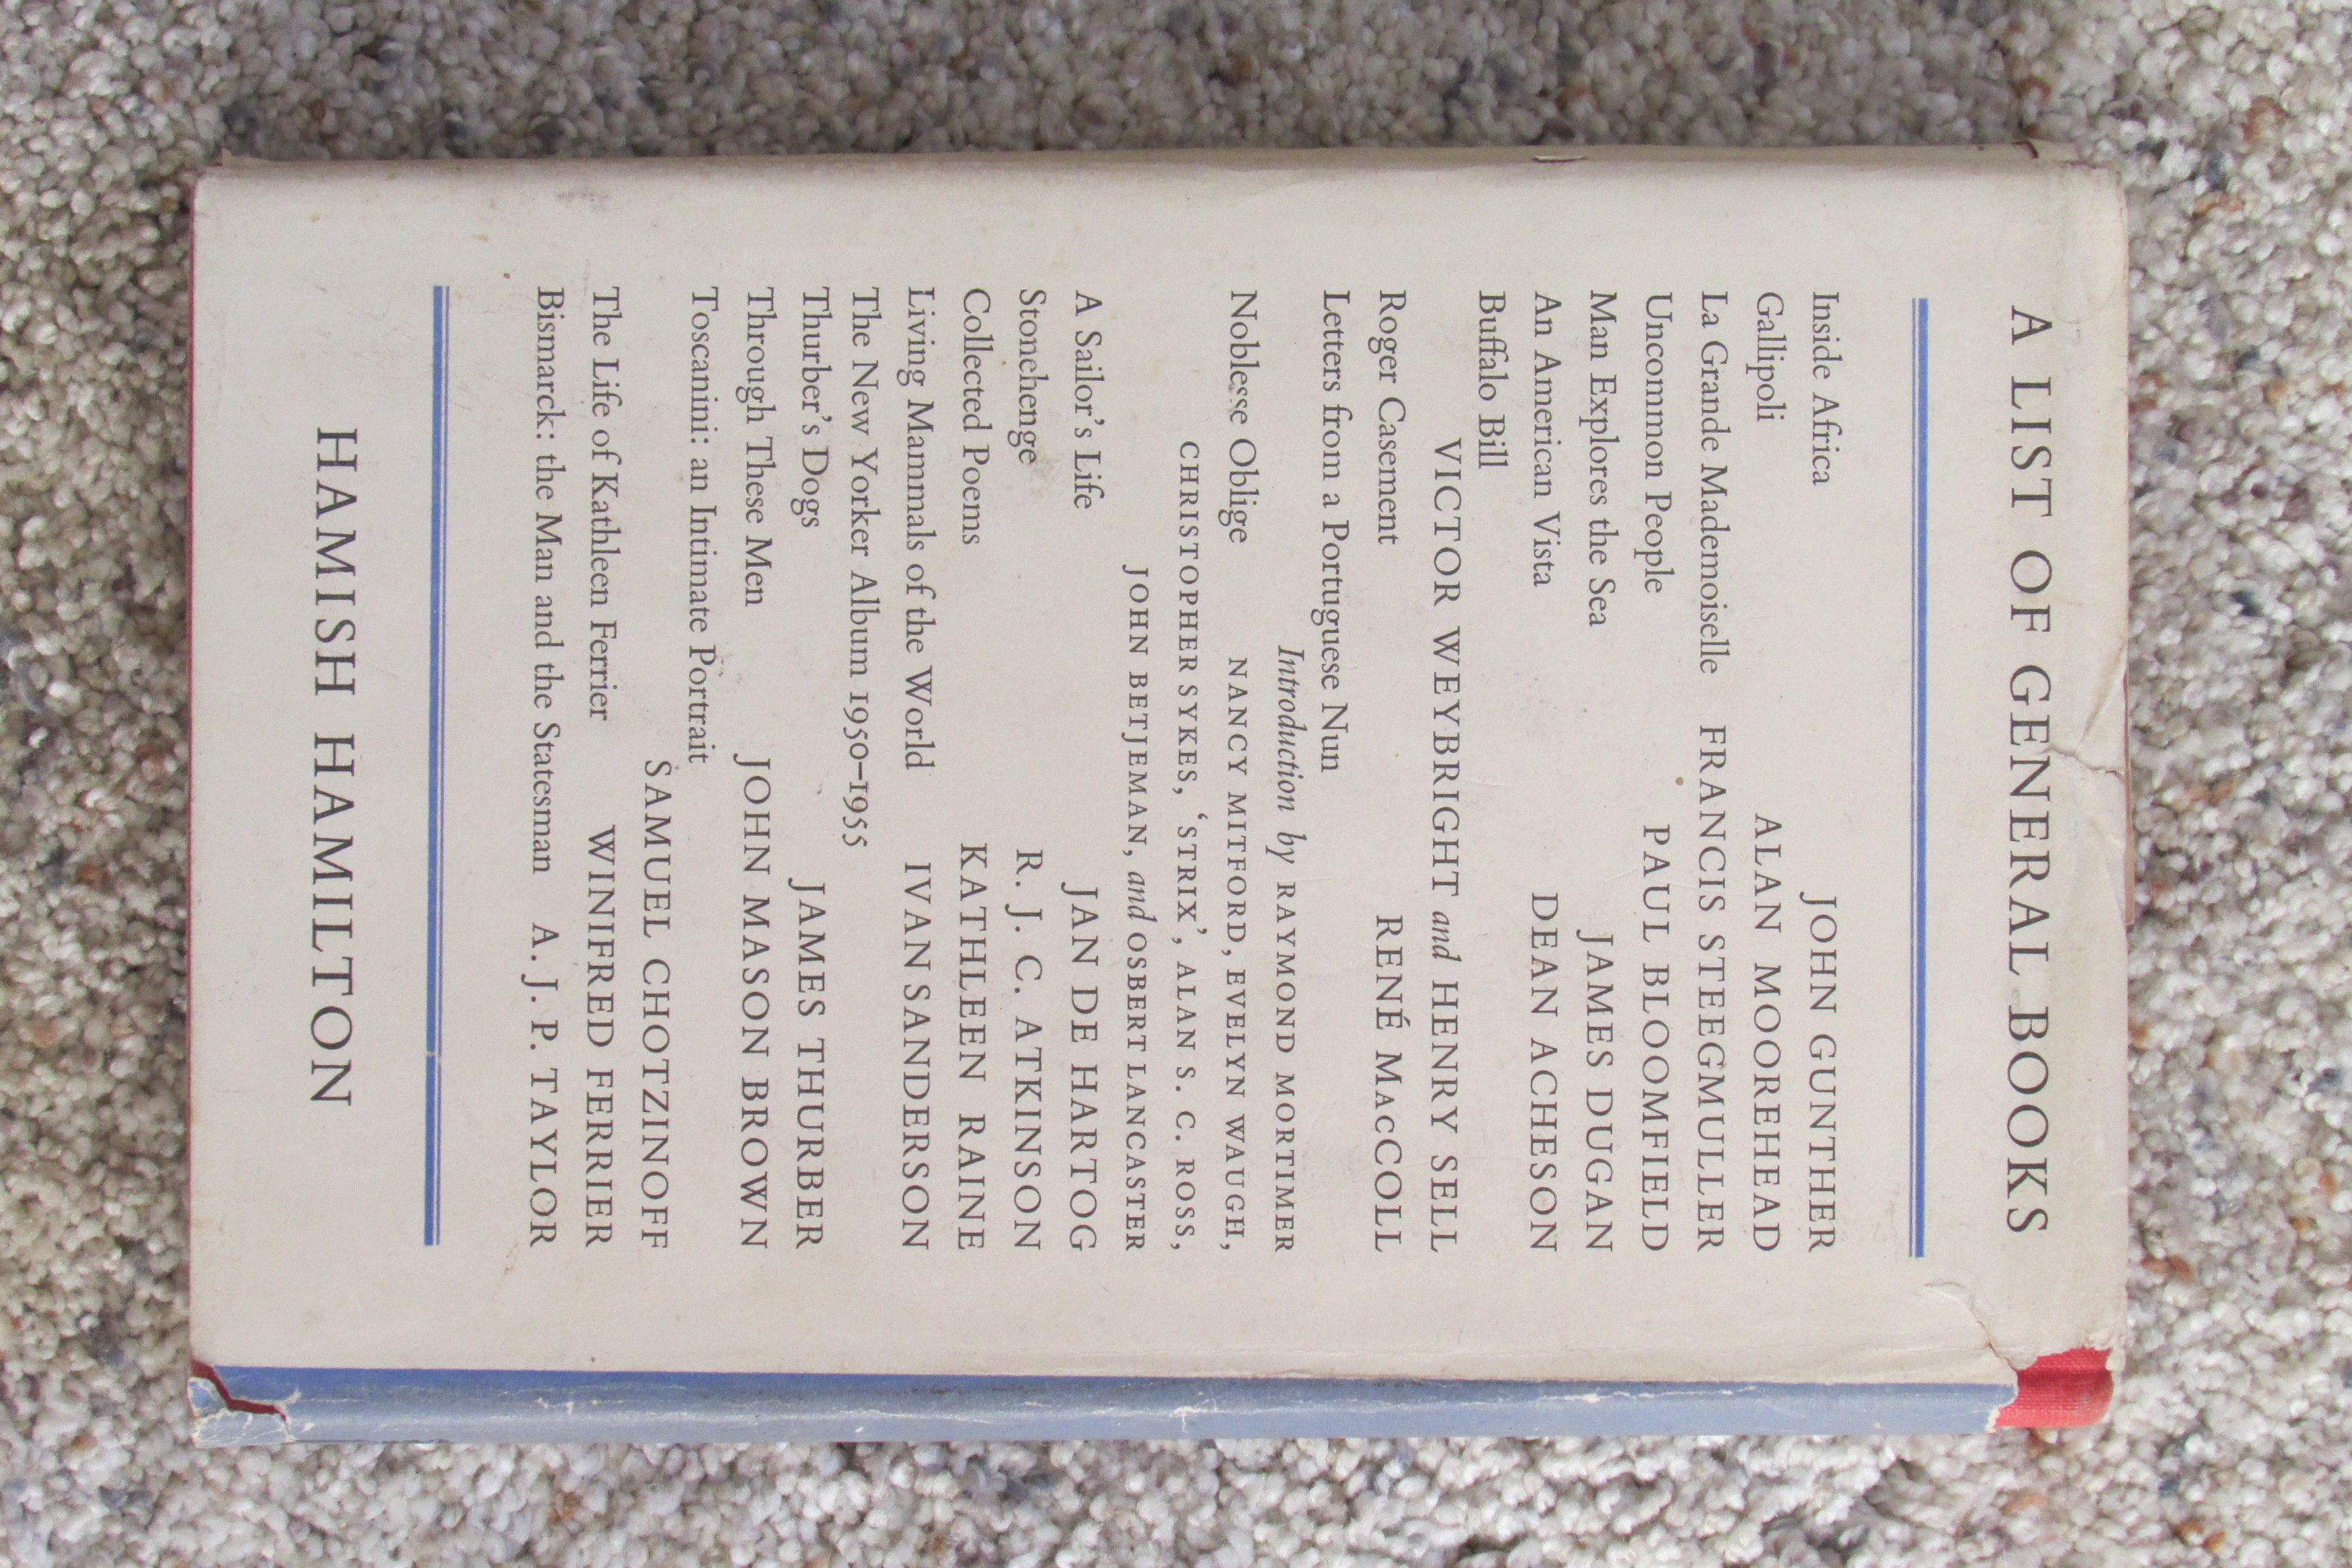 A LIST OF GENERAL BOOKS
Inside Africa JOHN GUNTHER
Gallipoli ALAN MOOREHEAD
La Grande Mademoiselle FRANCIS STEEGMULLER
Uncommon People PAUL BLOOMFIELD
Man Explores the Sea JAMES DUGAN
An American Vista DEAN ACHESON
Buffalo Bill
VICTOR WEYBRIGHT and HENRY SELL
Roger Casement RENÉ MacCOLL
Letters from a Portuguese Nun
Introduction by RAYMOND MORTIMER
Noblesse Oblige NANCY MITFORD, EVELYN WAUGH,
CHRISTOPHER SYKES, ‘STRIX’, ALAN S. C. ROSS,
JOHN BETJEMAN, and OSBERT LANCASTER
A Sailor’s Life JAN DE HARTOG
Stonehenge R. J. C. ATKINSON
Collected Poems KATHLEEN RAINE
Living Mammals of the World IVAN SANDERSON
The New Yorker Album 1950–1955
Thurber’s Dogs JAMES THURBER
Through These Men JOHN MASON BROWN
Toscanini: an Intimate Portrait
SAMUEL CHOTZINOFF
The Life of Kathleen Ferrier WINIFRED FERRIER
Bismarck: the Man and the Statesman A. J. P. TAYLOR
HAMISH HAMILTON